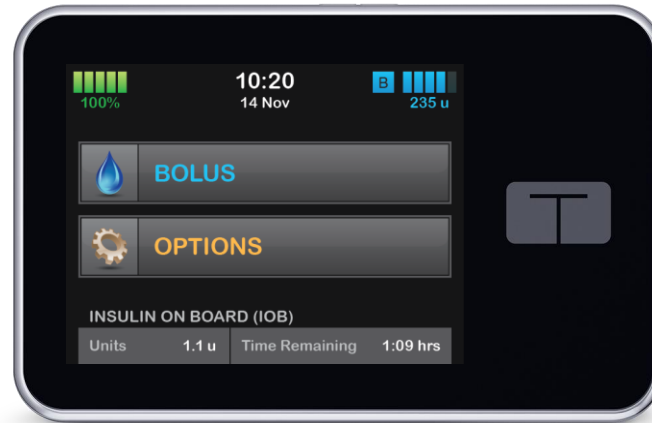 10:20
14 Nov
100%
B
235 u
BOLUS
OPTIONS
INSULIN ON BOARD (IOB)
Units 1.1 u Time Remaining 1:09 hrs